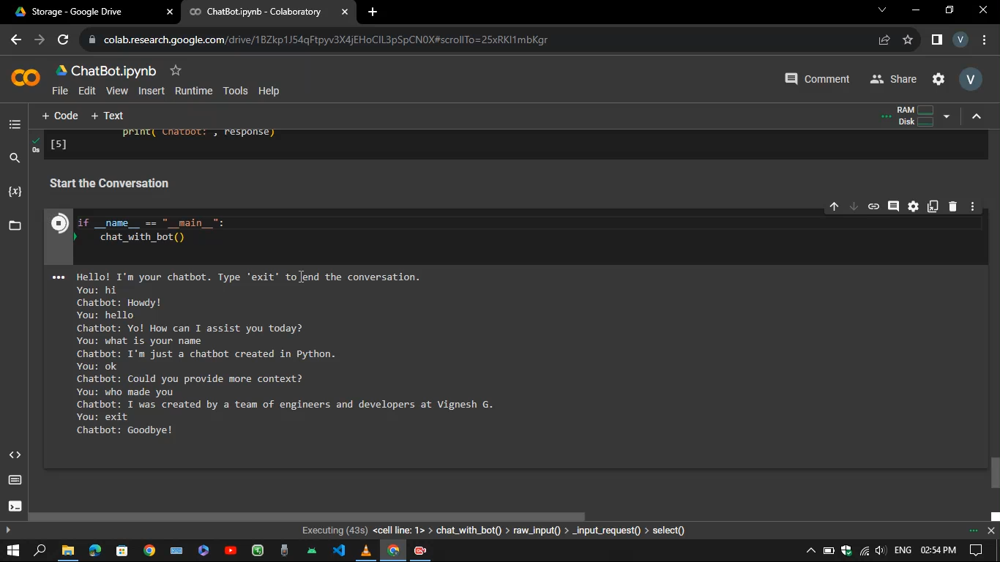 Storage - Google Drive
ChatBot.ipynb - Colaboratory
colab.research.google.com/drive/1BZkp1J54qFtpyv3X4jEHoCIL3pSpCN0X#scrollTo=25xRKI1mbKgr
V
ChatBot.ipynb
Comment
Share
V
File Edit View Insert Runtime Tools Help
+ Code + Text
RAM
Disk
print("Chatbot:", response)
0s
[5]
Start the Conversation
{x}
if __name__ == "__main__":
chat_with_bot()
Hello! I'm your chatbot. Type 'exit' to end the conversation.
You: hi
Chatbot: Howdy!
You: hello
Chatbot: Yo! How can I assist you today?
You: what is your name
Chatbot: I'm just a chatbot created in Python.
You: ok
Chatbot: Could you provide more context?
You: who made you
Chatbot: I was created by a team of engineers and developers at Vignesh G.
You: exit
Chatbot: Goodbye!
Executing (43s) <cell line: 1> > chat_with_bot() > raw_input() > _input_request() > select()
ENG 02:54 PM